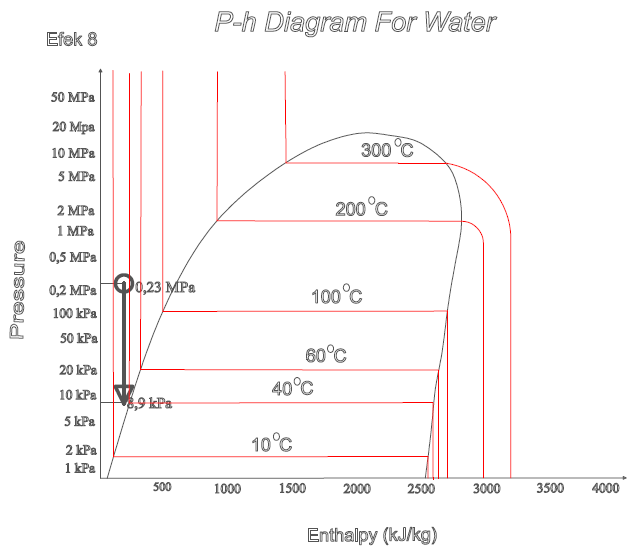 P-h Diagram For Water
Efek 8
50 MPa
20 Mpa
10 MPa
5 MPa
2 MPa
1 MPa
0,5 MPa
0,2 MPa
100 kPa
50 kPa
20 kPa
10 kPa
5 kPa
2 kPa
1 kPa
Pressure
300°C
200°C
0,23 MPa
100°C
60°C
40°C
8,9 kPa
10°C
500 1000 1500 2000 2500 3000 3500 4000
Enthalpy (kJ/kg)